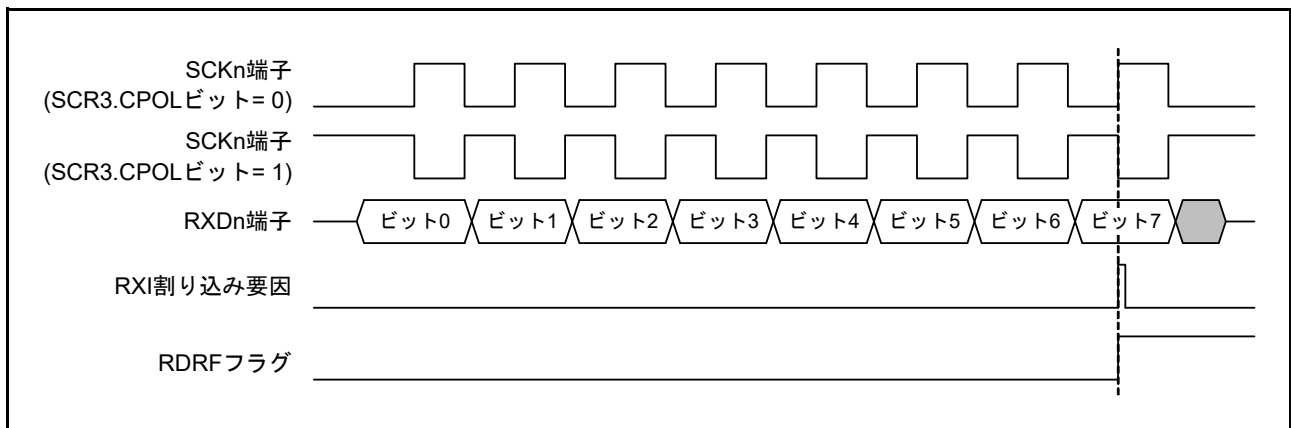 SCKn端子
(SCR3.CPOLビット= 0)
SCKn端子
(SCR3.CPOLビット= 1)
RXDn端子
ビット0 ビット1 ビット2 ビット3 ビット4 ビット5 ビット6 ビット7
RXI割り込み要因
RDRFフラグ